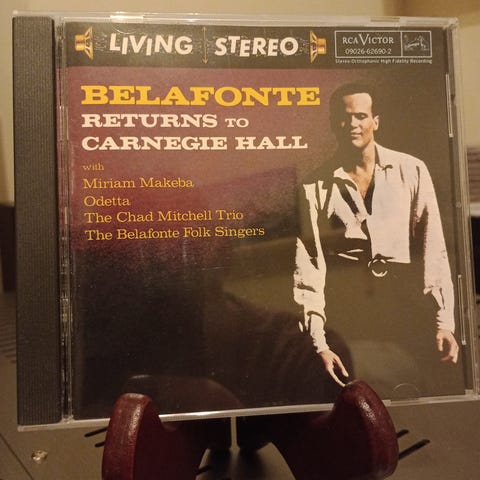 LIVING STEREO
RCA VICTOR
09026-62690-2
Stereo-Orthophonic High Fidelity Recording
BELAFONTE
RETURNS TO
CARNEGIE HALL
with
Miriam Makeba
Odetta
The Chad Mitchell Trio
The Belafonte Folk Singers